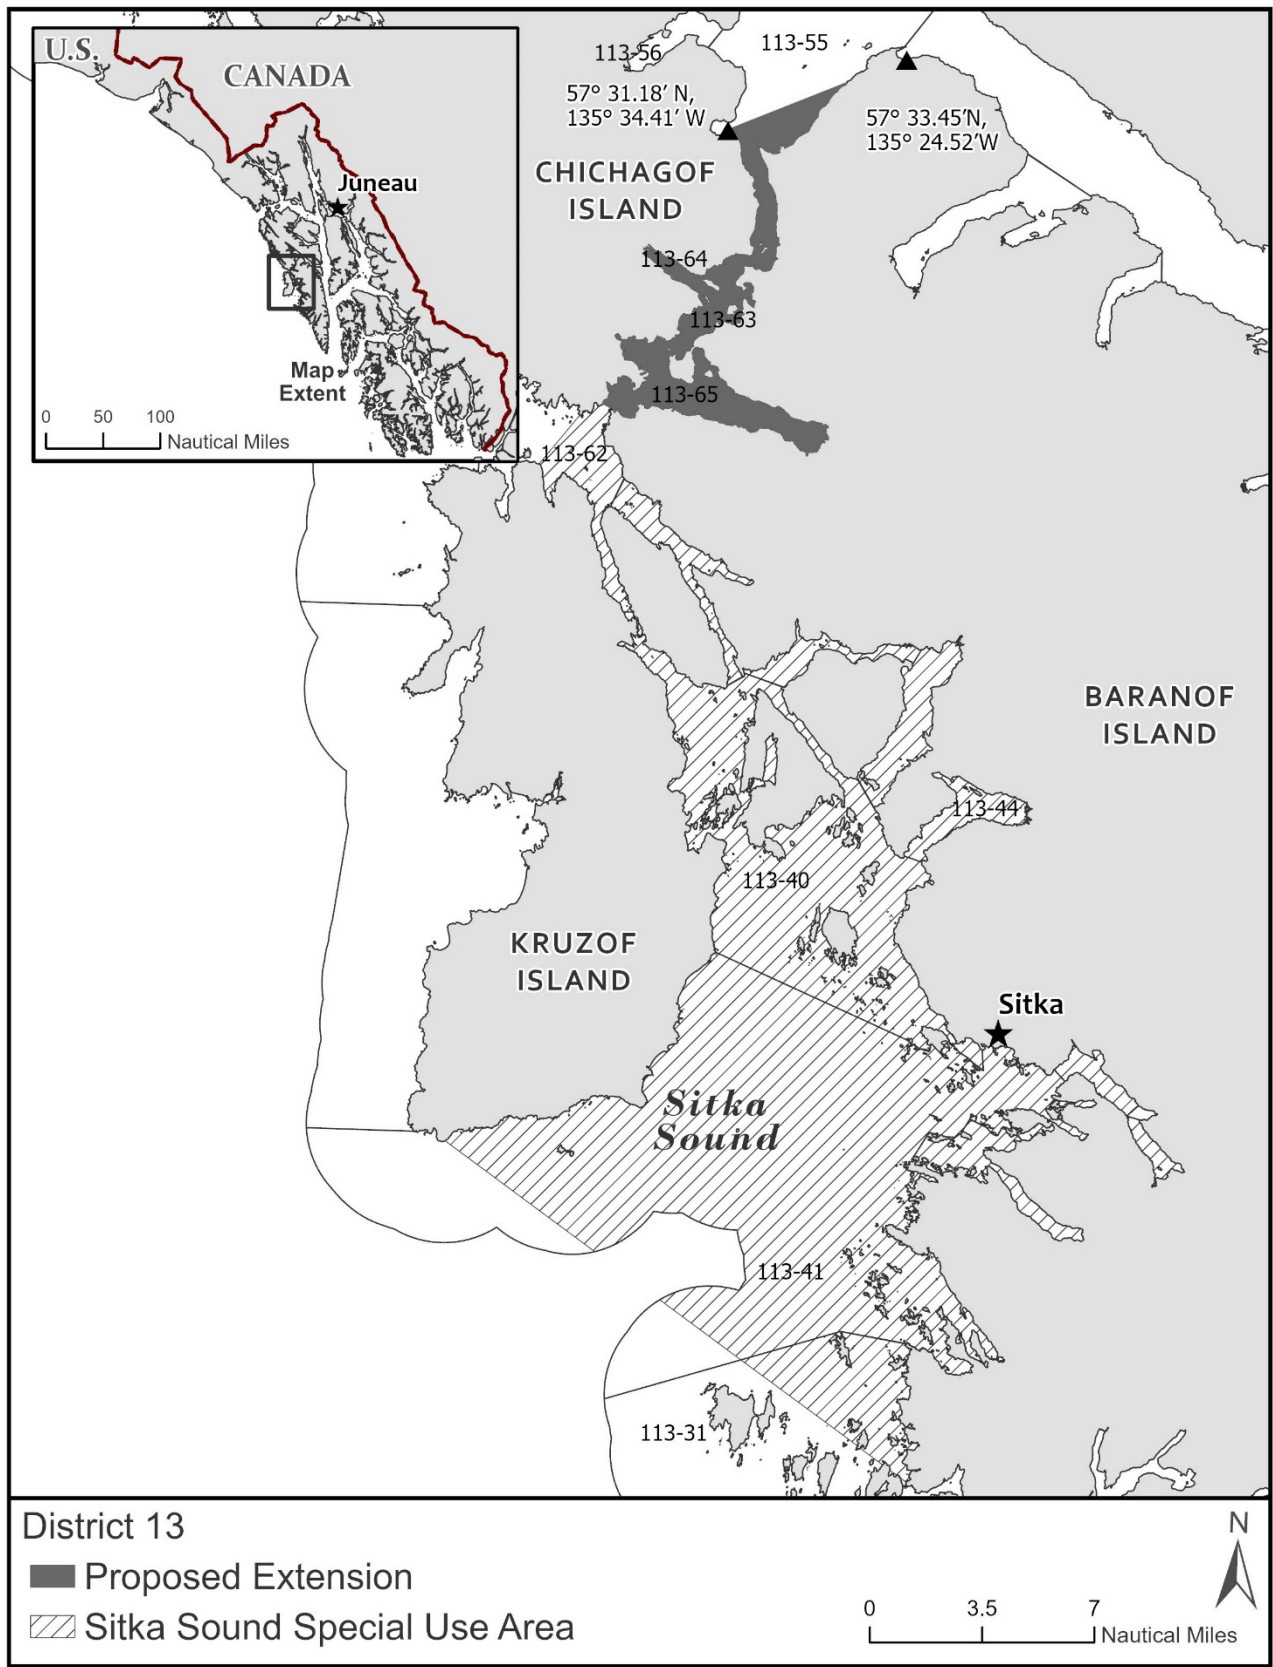 U.S.
CANADA
Juneau
Map
Extent
0 50 100
Nautical Miles
113-56
113-55
57° 31.18' N,
135° 34.41' W
57° 33.45'N,
135° 24.52'W
CHICHAGOF
ISLAND
113-64
113-63
113-65
113-62
BARANOF
ISLAND
113-44
113-40
KRUZOF
ISLAND
Sitka
Sitka
Sound
113-41
113-31
District 13
Proposed Extension
Sitka Sound Special Use Area
N
0 3.5 7
Nautical Miles